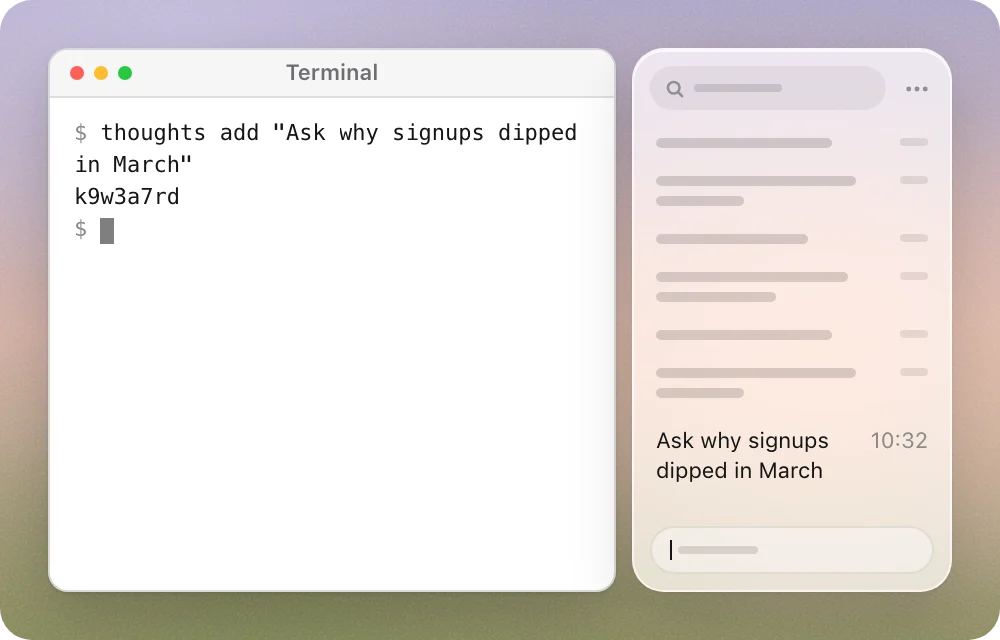 Terminal
$ thoughts add "Ask why signups dipped
in March"
k9w3a7rd
$
Ask why signups 10:32
dipped in March